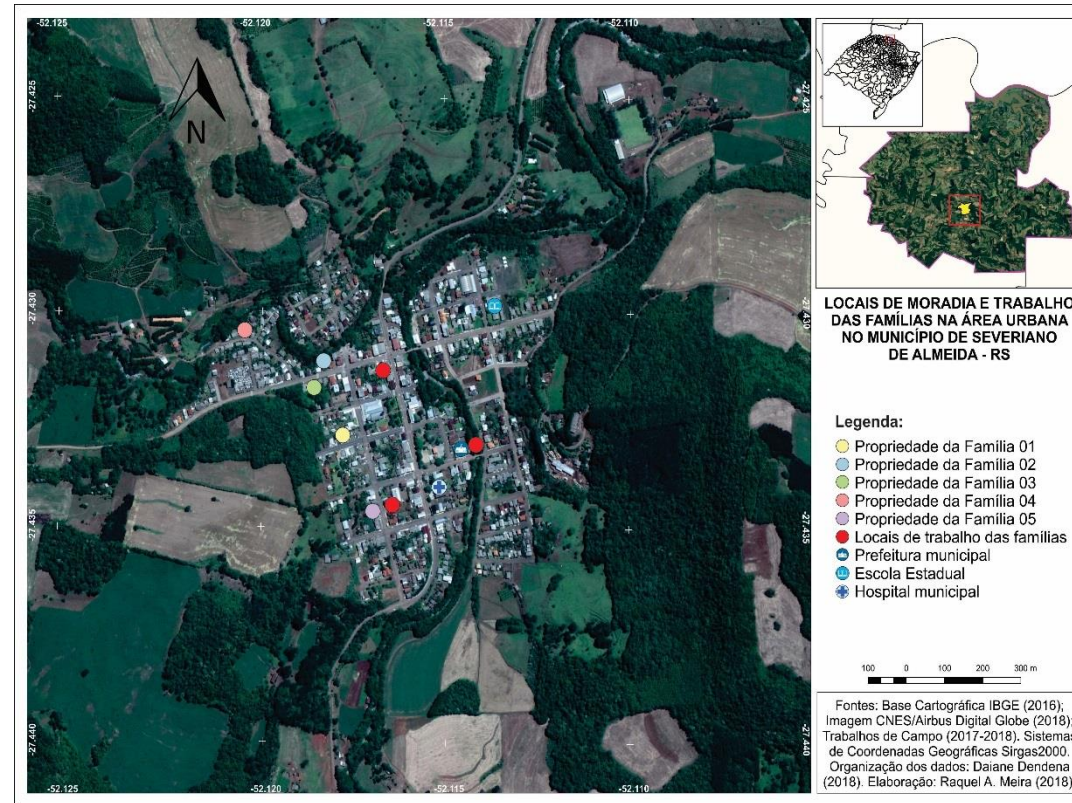 -52.125
-52.120
-52.115
-52.110
-27.425
-27.425
N
-27.430
-27.430
-27.435
-27.435
-27.440
-27.440
-52.125
-52.120
-52.115
-52.110
LOCAIS DE MORADIA E TRABALHO
DAS FAMÍLIAS NA ÁREA URBANA
NO MUNICÍPIO DE SEVERIANO
DE ALMEIDA - RS
Legenda:
Propriedade da Família 01
Propriedade da Família 02
Propriedade da Família 03
Propriedade da Família 04
Propriedade da Família 05
Locais de trabalho das famílias
Prefeitura municipal
Escola Estadual
Hospital municipal
100 0 100 200 300 m
Fontes: Base Cartográfica IBGE (2016);
Imagem CNES/Airbus Digital Globe (2018);
Trabalhos de Campo (2017-2018). Sistemas
de Coordenadas Geográficas Sirgas2000.
Organização dos dados: Daiane Dendena
(2018). Elaboração: Raquel A. Meira (2018)